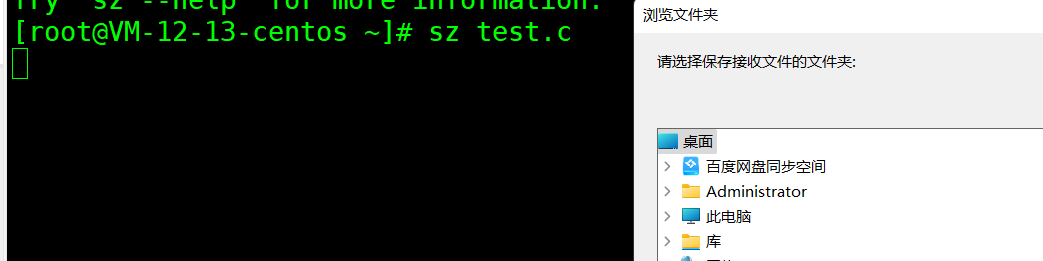 Try 'sz --help' for more information.
[root@VM-12-13-centos ~]# sz test.c
浏览文件夹
请选择保存接收文件的文件夹:
桌面
百度网盘同步空间
Administrator
此电脑
库